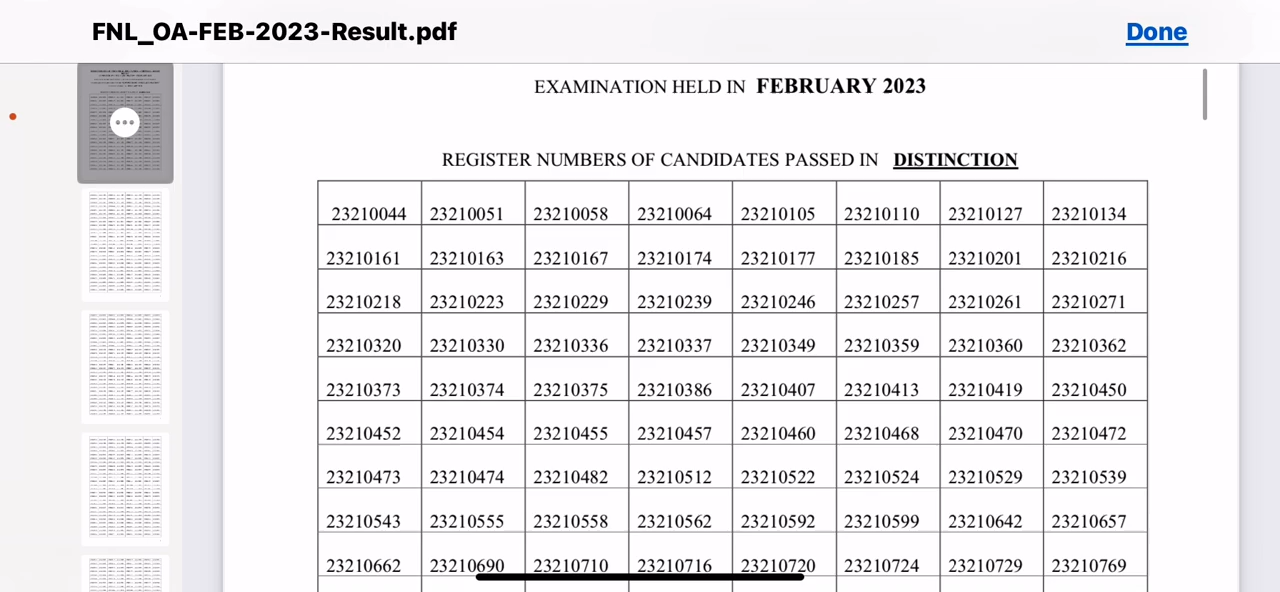 FNL_OA-FEB-2023-Result.pdf Done
EXAMINATION HELD IN FEBRUARY 2023
REGISTER NUMBERS OF CANDIDATES PASSED IN DISTINCTION
23210044 23210051 23210058 23210064 23210105 23210110 23210127 23210134
23210161 23210163 23210167 23210174 23210177 23210185 23210201 23210216
23210218 23210223 23210229 23210239 23210246 23210257 23210261 23210271
23210320 23210330 23210336 23210337 23210349 23210359 23210360 23210362
23210373 23210374 23210375 23210386 23210407 23210413 23210419 23210450
23210452 23210454 23210455 23210457 23210460 23210468 23210470 23210472
23210473 23210474 23210482 23210512 23210522 23210524 23210529 23210539
23210543 23210555 23210558 23210562 23210592 23210599 23210642 23210657
23210662 23210690 23210710 23210716 23210720 23210724 23210729 23210769